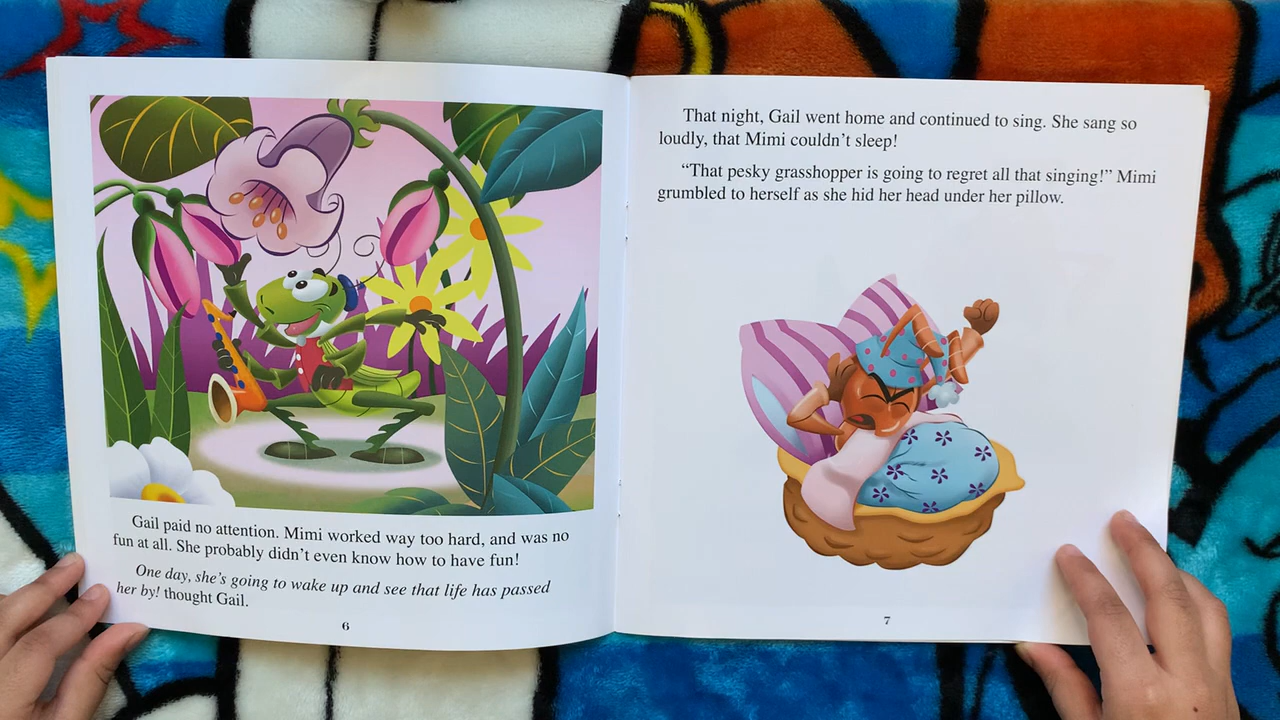 Gail paid no attention. Mimi worked way too hard, and was no
fun at all. She probably didn't even know how to have fun!
One day, she's going to wake up and see that life has passed
her by! thought Gail.
6
That night, Gail went home and continued to sing. She sang so
loudly, that Mimi couldn't sleep!
“That pesky grasshopper is going to regret all that singing!” Mimi
grumbled to herself as she hid her head under her pillow.
7